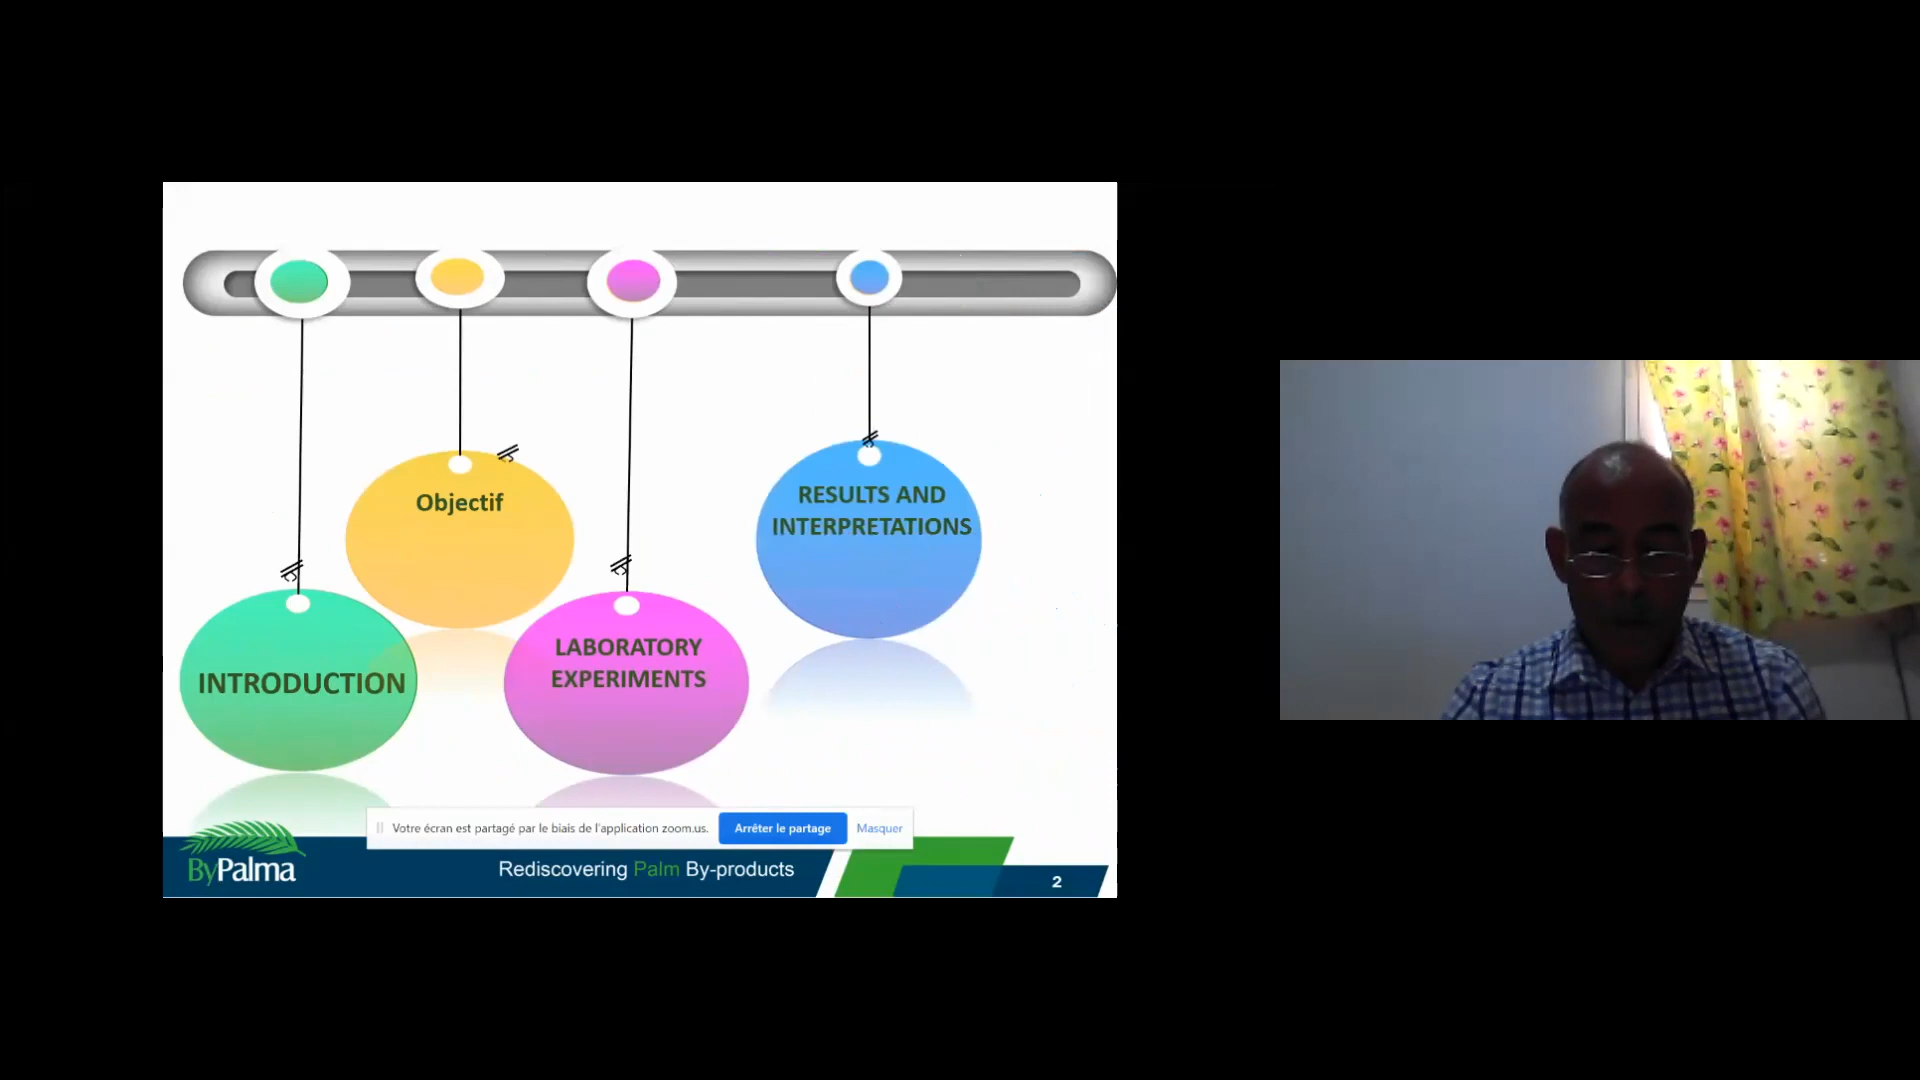 Objectif
RESULTS AND
INTERPRETATIONS
INTRODUCTION
LABORATORY
EXPERIMENTS
Votre écran est partagé par le biais de l'application zoom.us.
Arrêter le partage
Masquer
ByPalma
Rediscovering Palm By-products
2